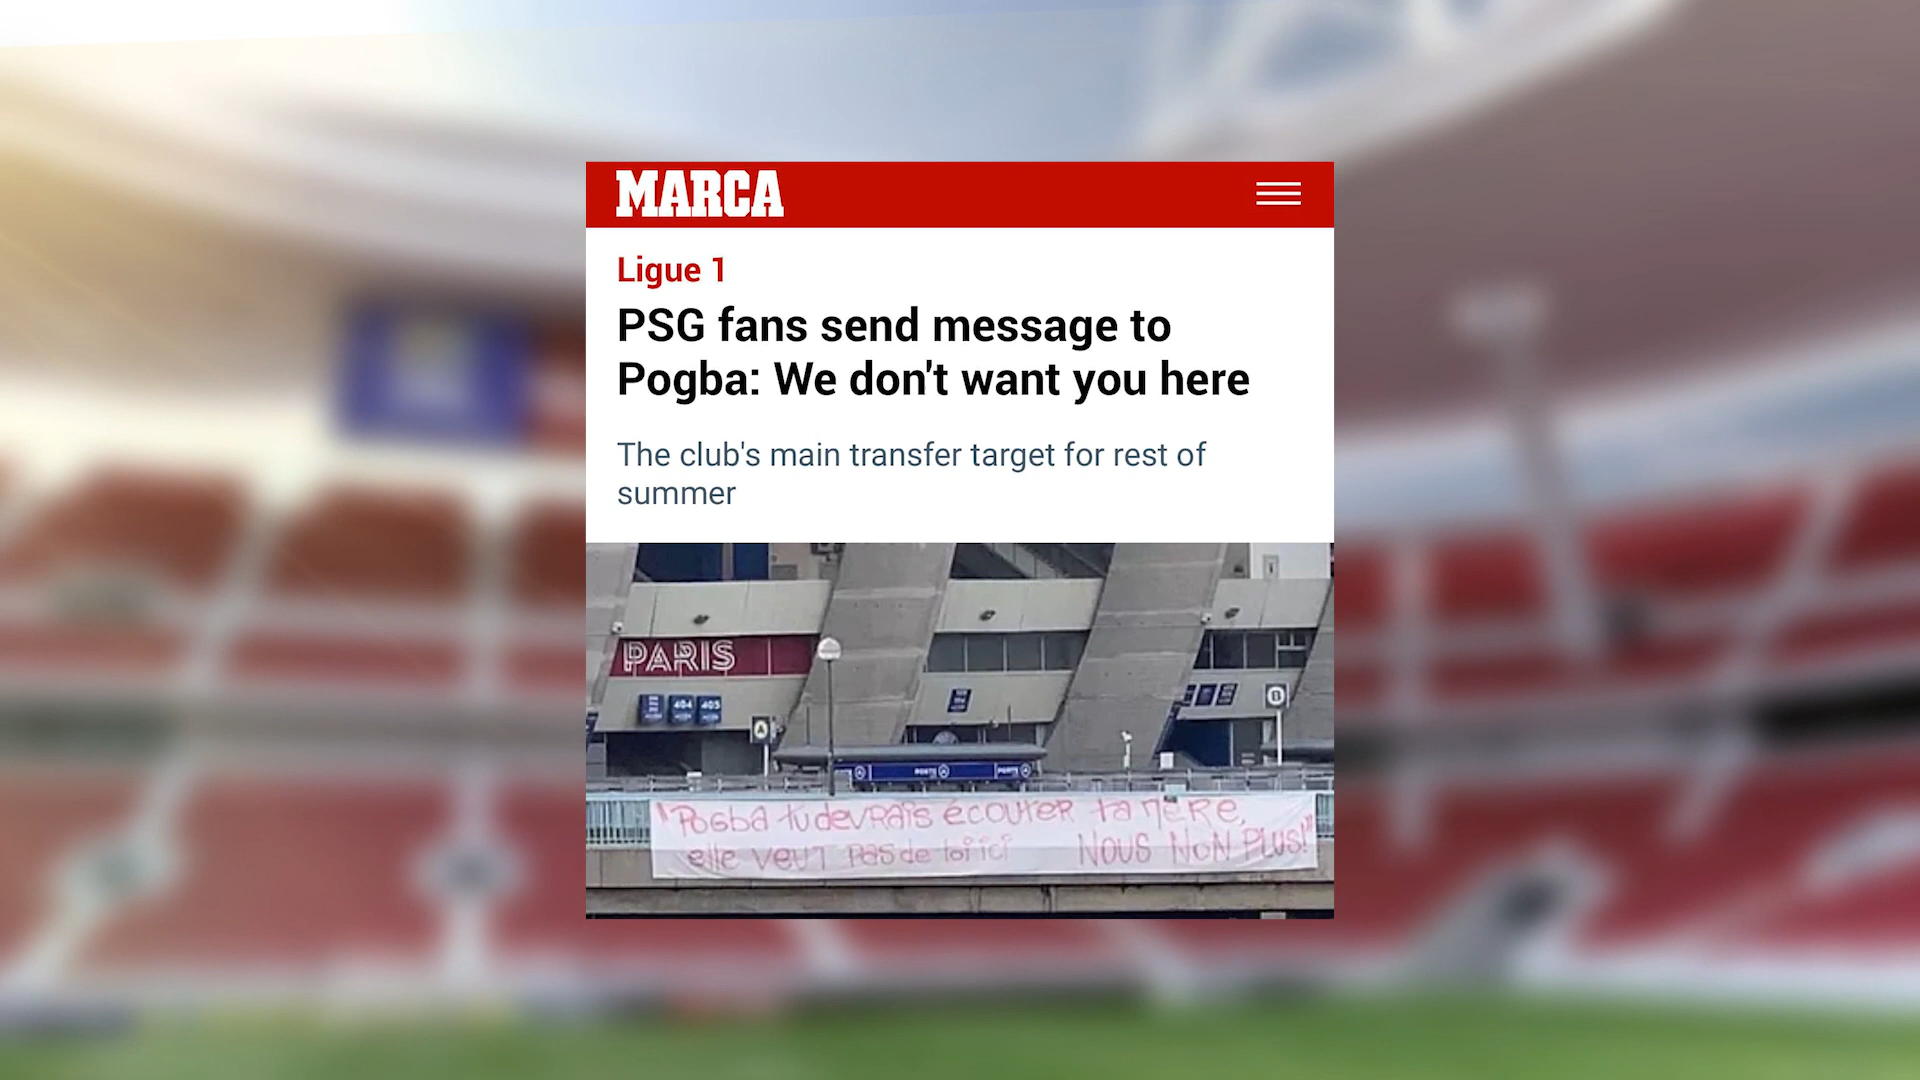 MARCA
Ligue 1
PSG fans send message to
Pogba: We don't want you here
The club's main transfer target for rest of
summer
PARIS
404 405
A
B
PORTE A PORTE A
"Pogba tu devrais écouter ta mère,
elle veut pas de toi ici NOUS NON PLUS!"